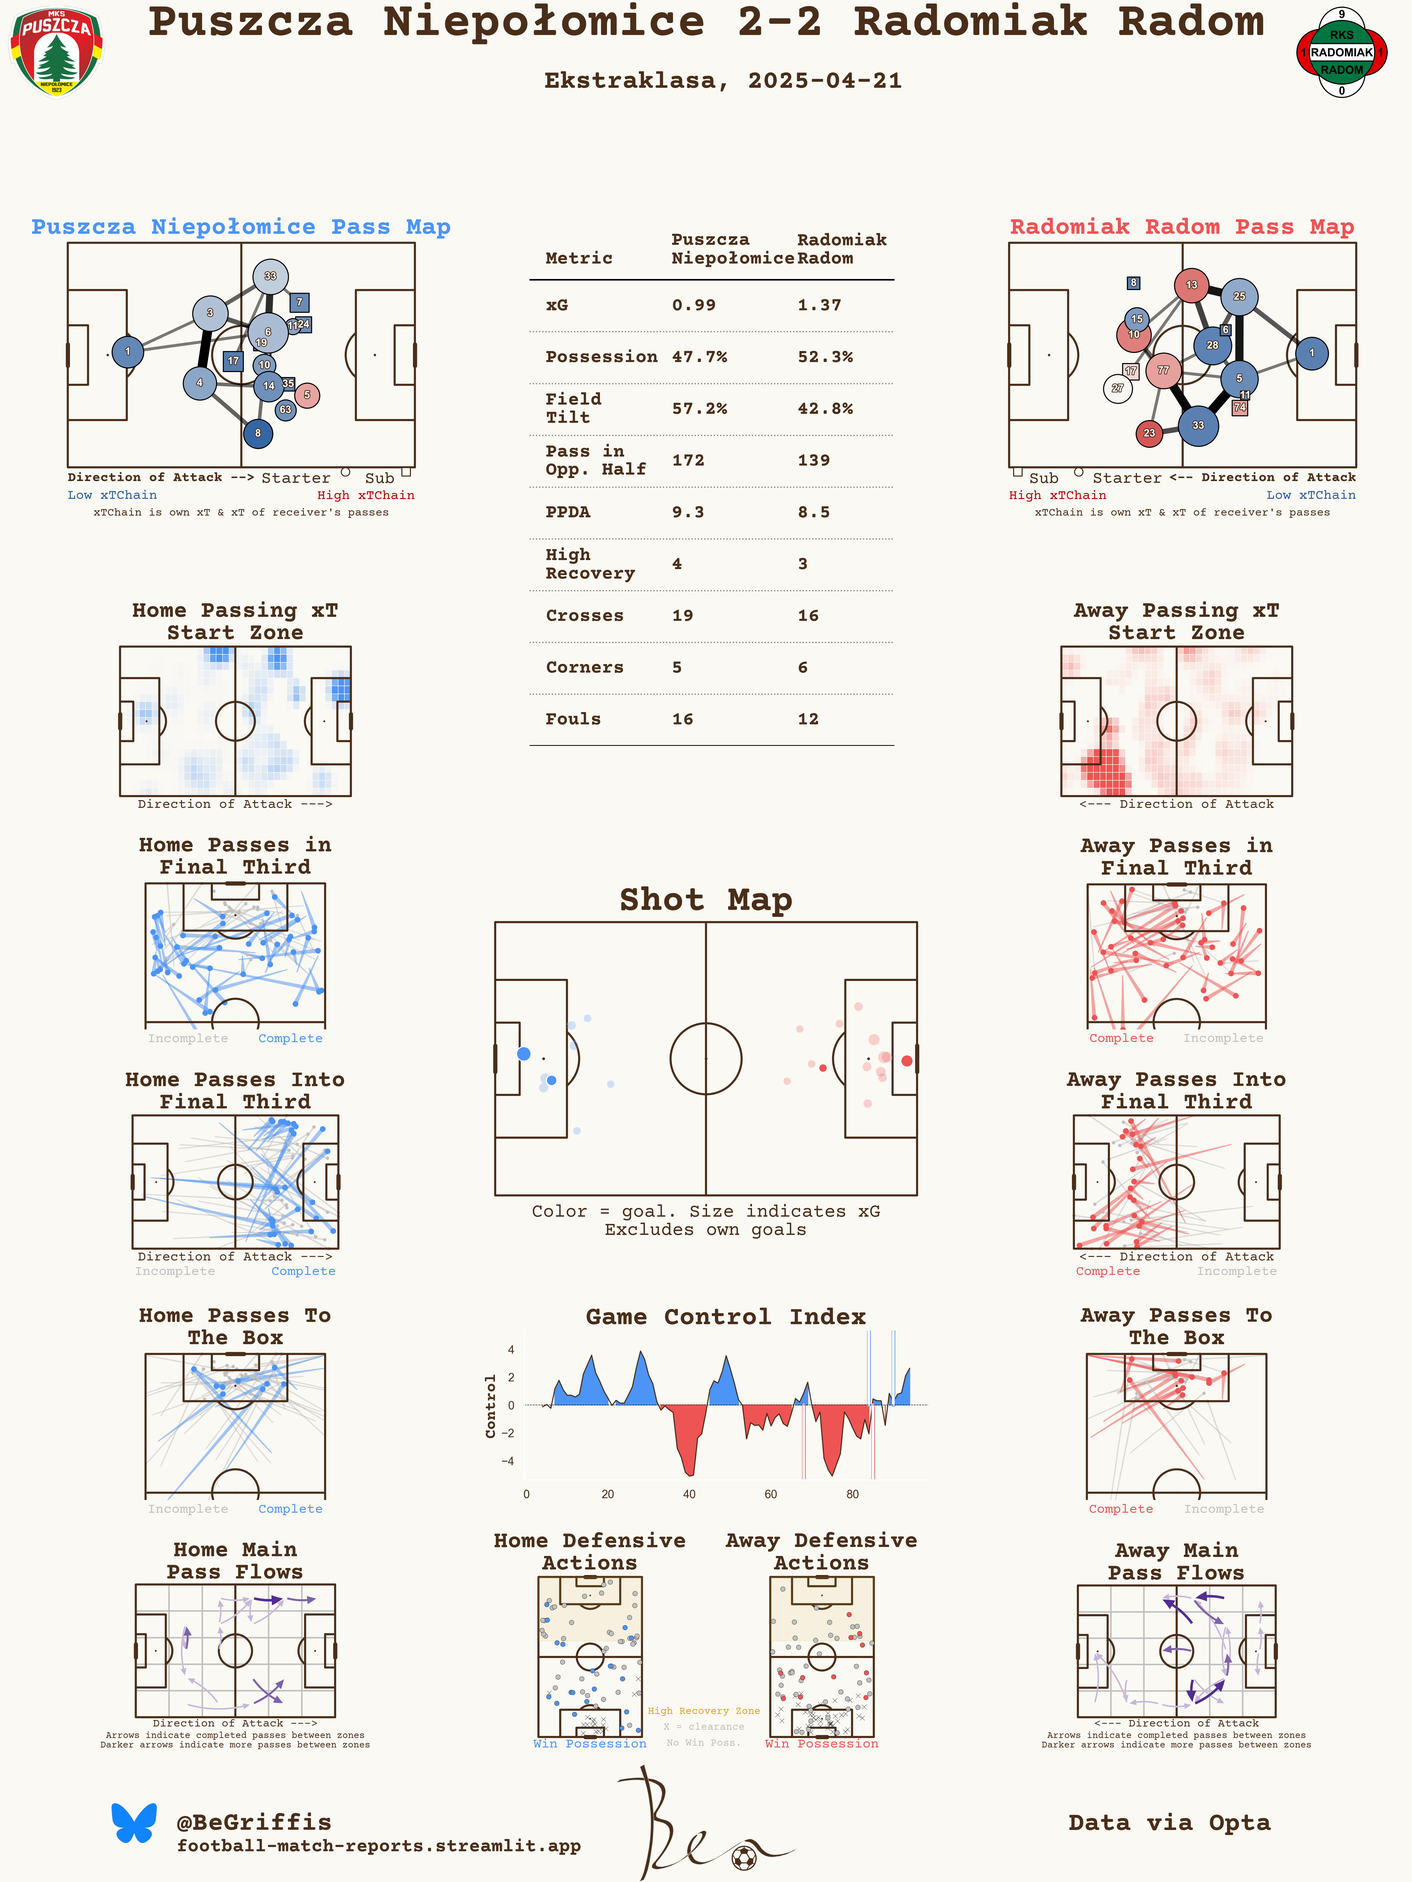 Puszcza Niepołomice 2-2 Radomiak Radom
Ekstraklasa, 2025-04-21
MKS
PUSZCZA
NIEPOŁOMICE
1923
9
RKS
1 RADOMIAK 1
RADOM
0
Puszcza Niepołomice Pass Map
33
7
3
11
24
6
19
1
17
10
4
14
35
5
63
8
Direction of Attack --> Starter Sub
Low xTChain High xTChain
xTChain is own xT & xT of receiver's passes
Metric Puszcza Niepołomice Radomiak Radom
xG 0.99 1.37
Possession 47.7% 52.3%
Field Tilt 57.2% 42.8%
Pass in Opp. Half 172 139
PPDA 9.3 8.5
High Recovery 4 3
Crosses 19 16
Corners 5 6
Fouls 16 12
Radomiak Radom Pass Map
8
13
25
15
10
6
28
1
17
77
27
5
11
74
23
33
Sub Starter <-- Direction of Attack
High xTChain Low xTChain
xTChain is own xT & xT of receiver's passes
Home Passing xT
Start Zone
Direction of Attack --->
Away Passing xT
Start Zone
<--- Direction of Attack
Home Passes in
Final Third
Incomplete Complete
Away Passes in
Final Third
Complete Incomplete
Shot Map
Color = goal. Size indicates xG
Excludes own goals
Home Passes Into
Final Third
Direction of Attack --->
Incomplete Complete
Away Passes Into
Final Third
<--- Direction of Attack
Complete Incomplete
Home Passes To
The Box
Incomplete Complete
Game Control Index
Control
4
2
0
−2
−4
0 20 40 60 80
Away Passes To
The Box
Complete Incomplete
Home Main
Pass Flows
Direction of Attack --->
Arrows indicate completed passes between zones
Darker arrows indicate more passes between zones
Home Defensive
Actions
Win Possession
Away Defensive
Actions
Win Possession
High Recovery Zone
X = clearance
No Win Poss.
Away Main
Pass Flows
<--- Direction of Attack
Arrows indicate completed passes between zones
Darker arrows indicate more passes between zones
@BeGriffis
football-match-reports.streamlit.app
Ben
Data via Opta